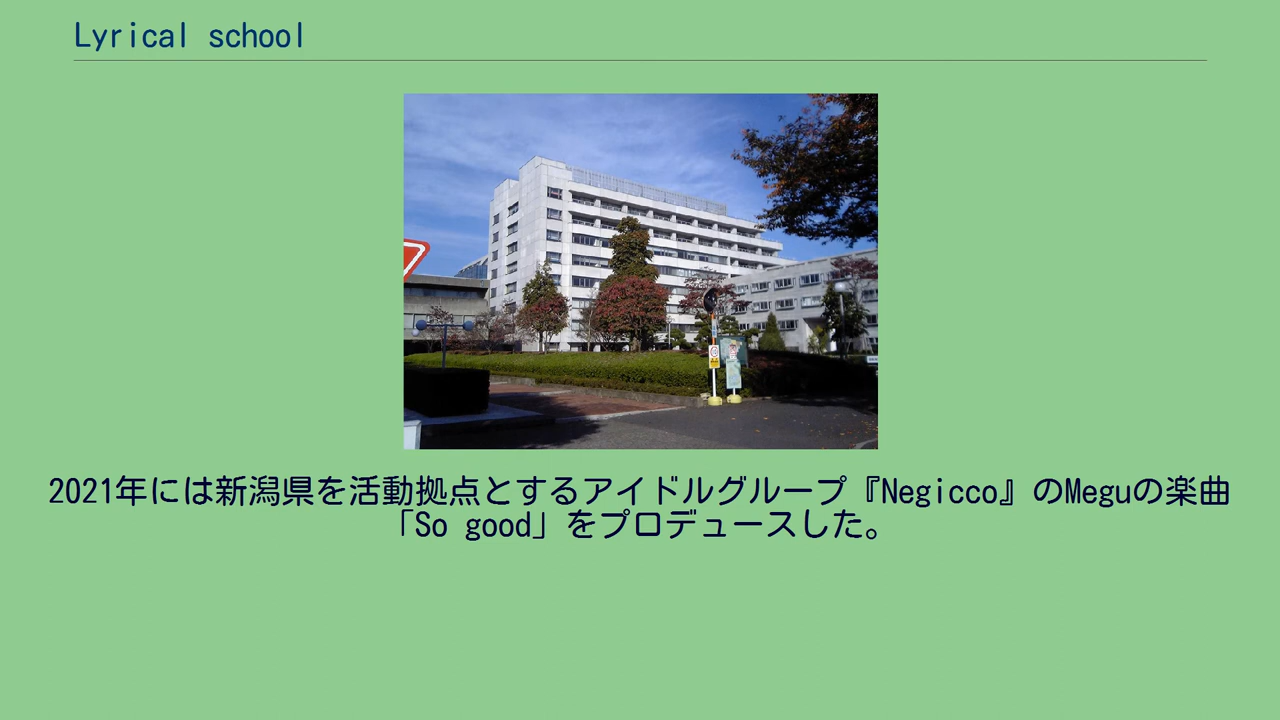 Lyrical school
2021年には新潟県を活動拠点とするアイドルグループ『Negicco』のMeguの楽曲
「So good」をプロデュースした。